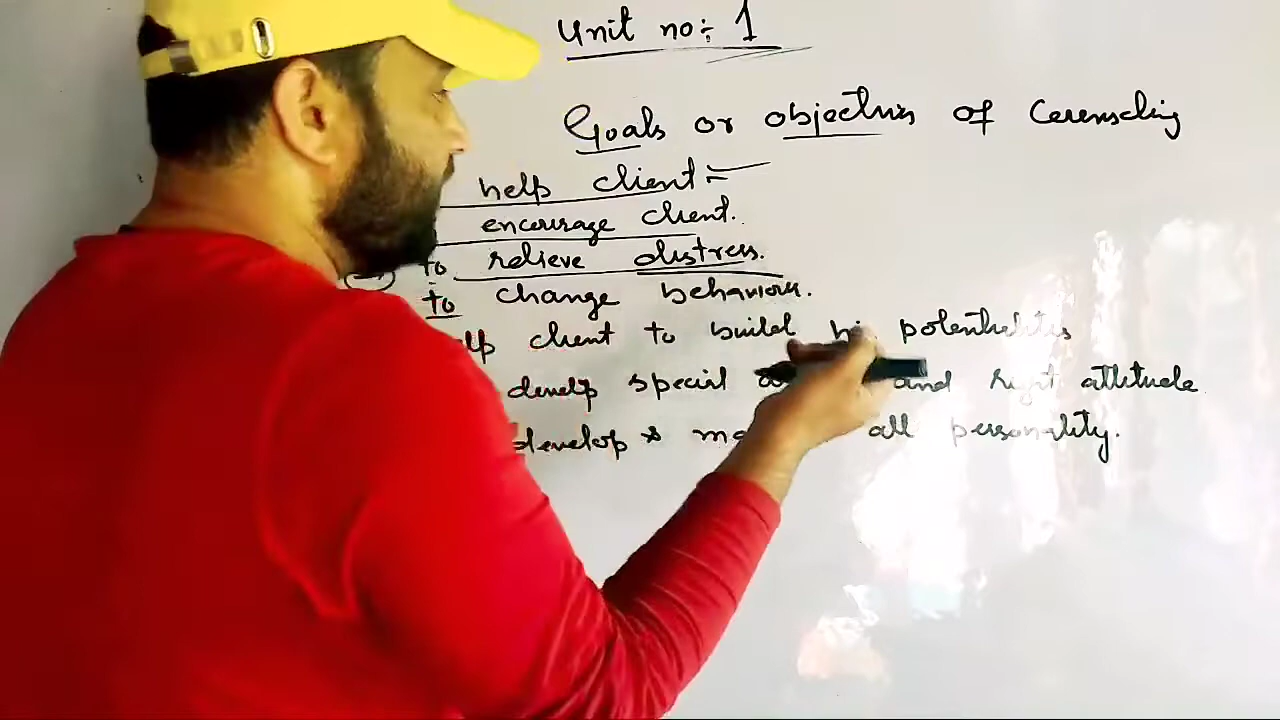 Unit no:- 1
Goals or objectives of Counseling
help client =
encourage client.
to relieve distress.
to change behaviour.
client to build potentialities
develop special and right attitude
develop & all personality.